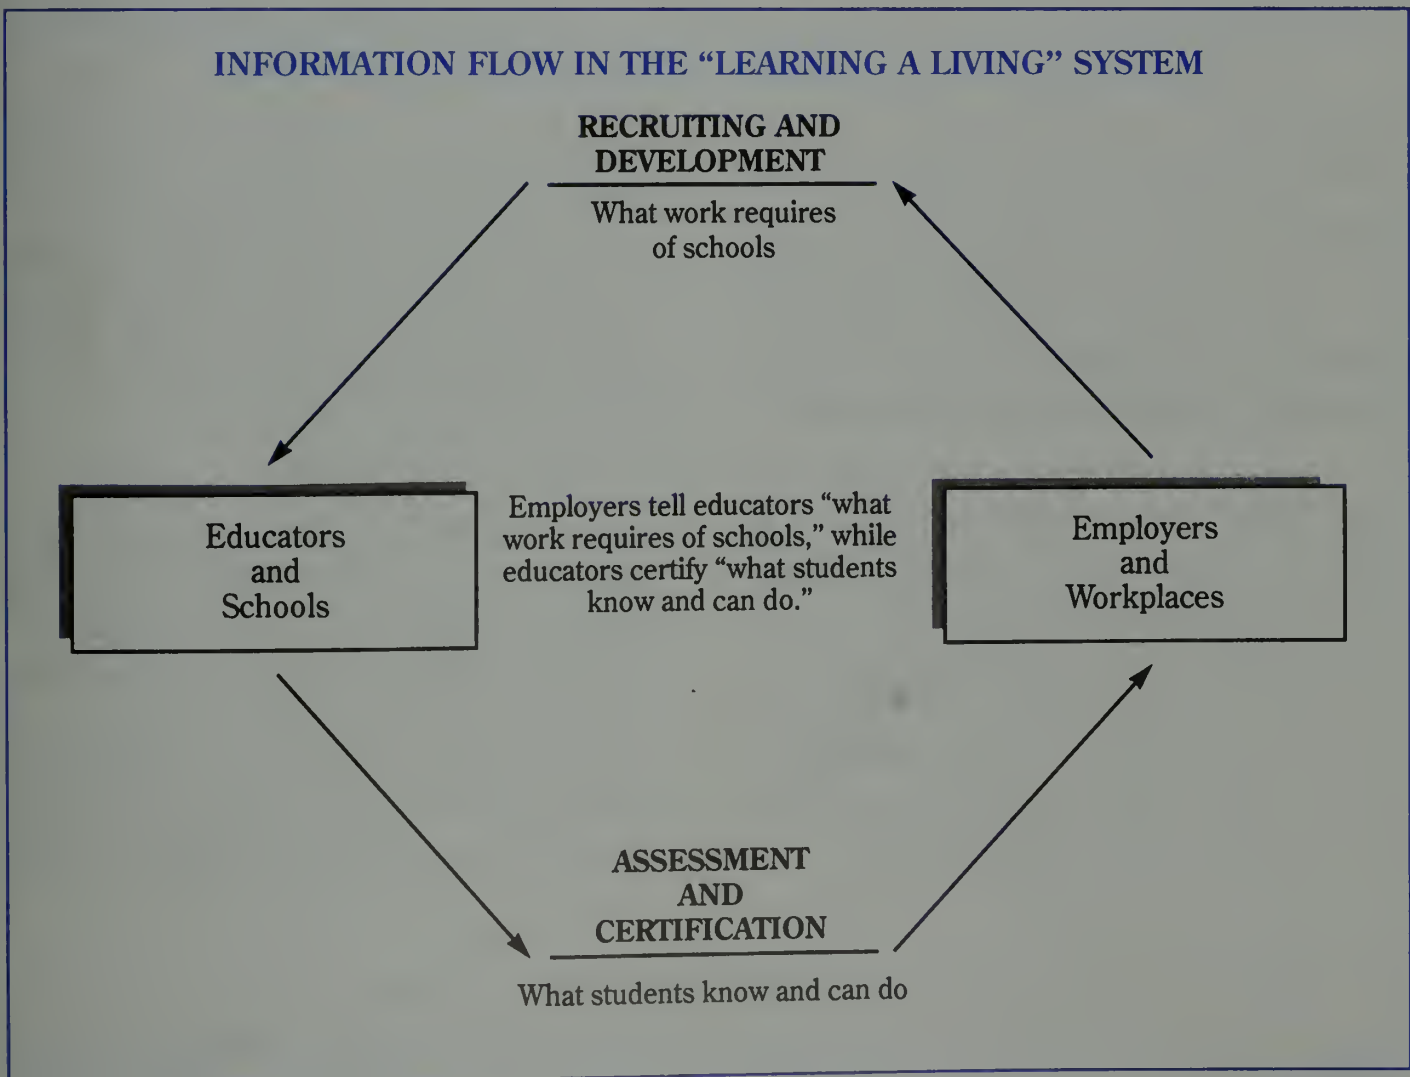 INFORMATION FLOW IN THE “LEARNING A LIVING” SYSTEM
RECRUITING AND
DEVELOPMENT
What work requires
of schools
Educators
and
Schools
Employers tell educators “what
work requires of schools,” while
educators certify “what students
know and can do.”
Employers
and
Workplaces
ASSESSMENT
AND
CERTIFICATION
What students know and can do